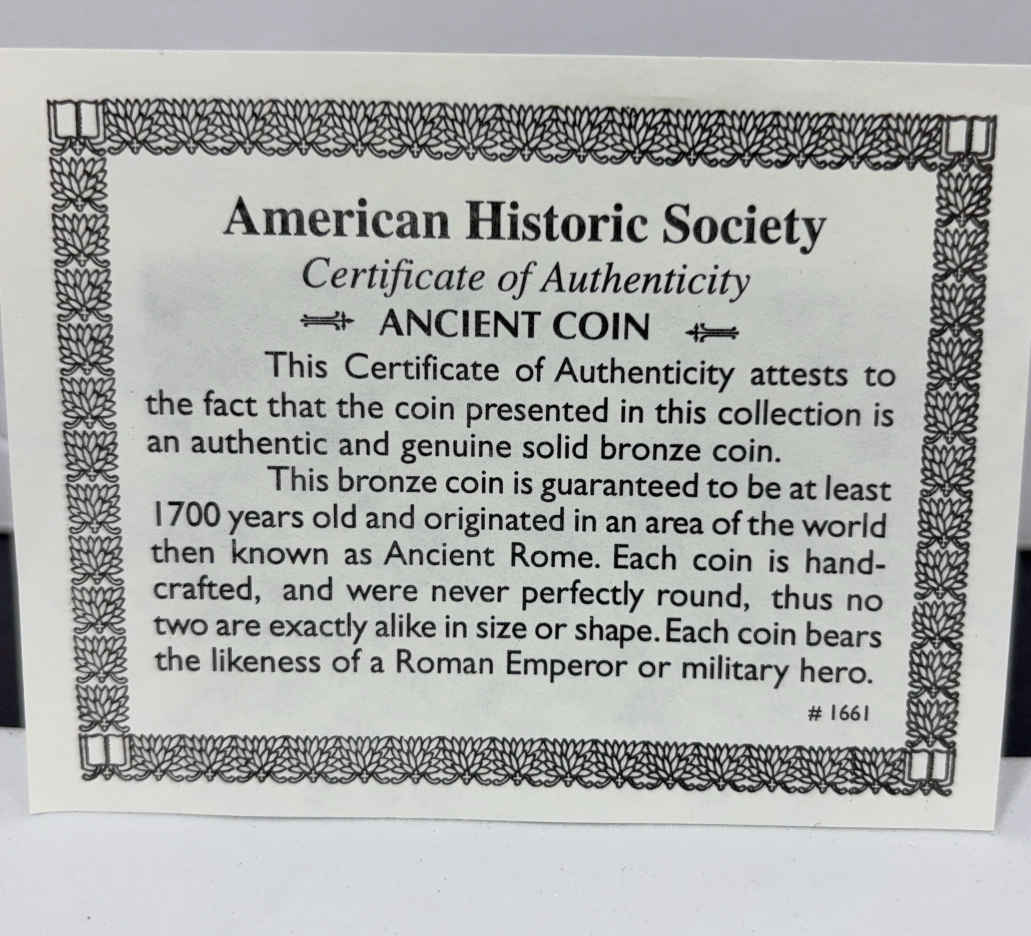 American Historic Society
Certificate of Authenticity
ANCIENT COIN
This Certificate of Authenticity attests to
the fact that the coin presented in this collection is
an authentic and genuine solid bronze coin.
This bronze coin is guaranteed to be at least
1700 years old and originated in an area of the world
then known as Ancient Rome. Each coin is hand-
crafted, and were never perfectly round, thus no
two are exactly alike in size or shape. Each coin bears
the likeness of a Roman Emperor or military hero.
# 1661